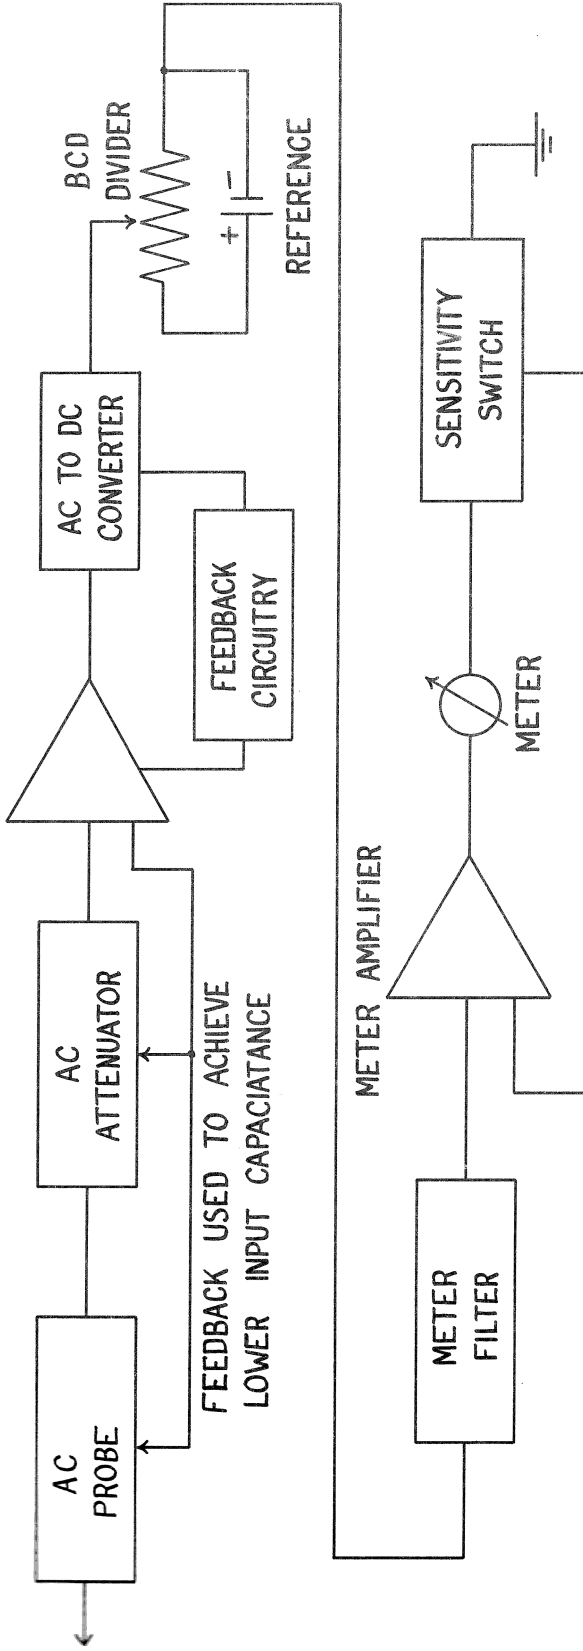 AC
PROBE
AC
ATTENUATOR
FEEDBACK USED TO ACHIEVE
LOWER INPUT CAPACIATANCE
FEEDBACK
CIRCUITRY
AC TO DC
CONVERTER
BCD
DIVIDER
+ −
REFERENCE
METER
FILTER
METER AMPLIFIER
METER
SENSITIVITY
SWITCH